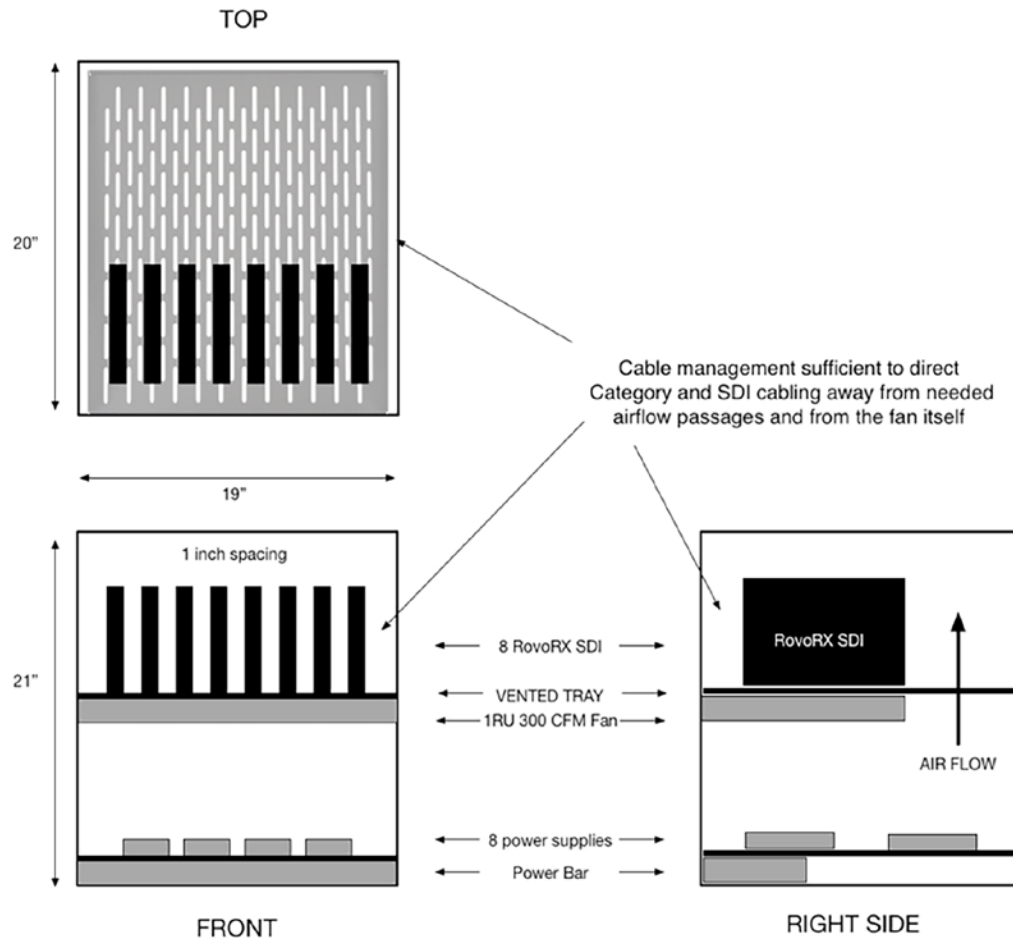 TOP
20”
19”
Cable management sufficient to direct
Category and SDI cabling away from needed
airflow passages and from the fan itself
1 inch spacing
21”
8 RovoRX SDI
VENTED TRAY
1RU 300 CFM Fan
8 power supplies
Power Bar
RovoRX SDI
AIR FLOW
FRONT
RIGHT SIDE